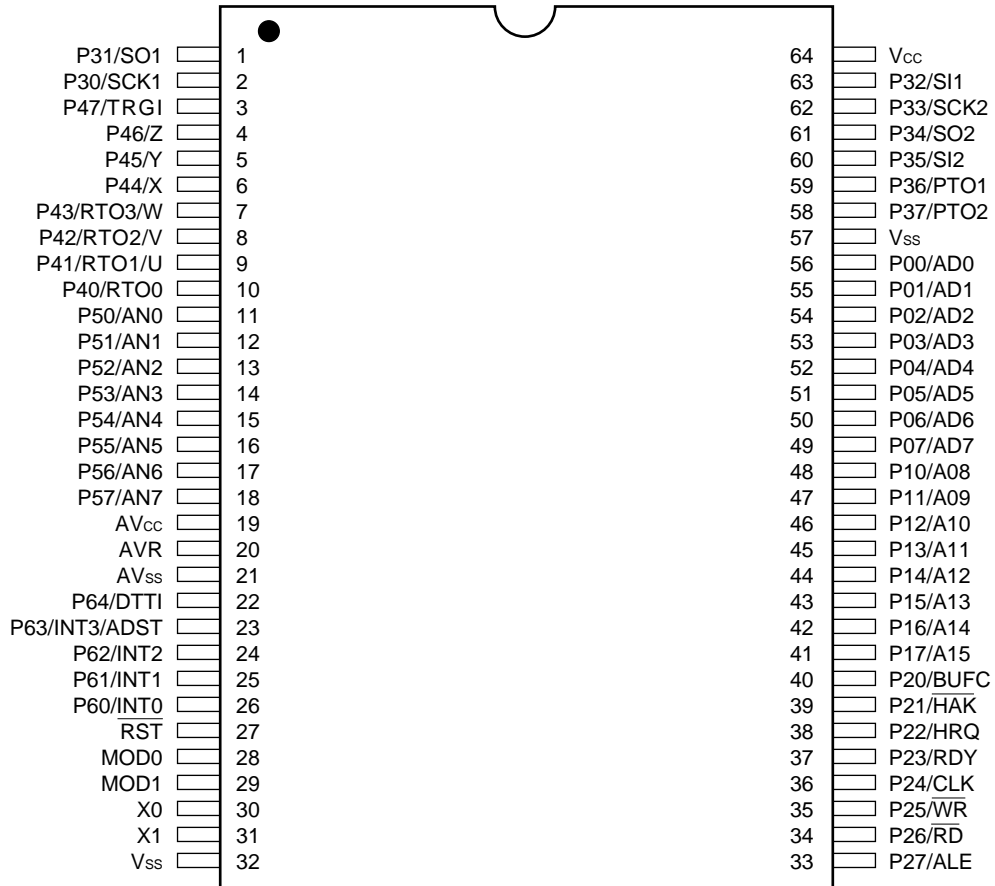 P31/SO1 1 64 Vcc
P30/SCK1 2 63 P32/SI1
P47/TRGI 3 62 P33/SCK2
P46/Z 4 61 P34/SO2
P45/Y 5 60 P35/SI2
P44/X 6 59 P36/PTO1
P43/RTO3/W 7 58 P37/PTO2
P42/RTO2/V 8 57 Vss
P41/RTO1/U 9 56 P00/AD0
P40/RTO0 10 55 P01/AD1
P50/AN0 11 54 P02/AD2
P51/AN1 12 53 P03/AD3
P52/AN2 13 52 P04/AD4
P53/AN3 14 51 P05/AD5
P54/AN4 15 50 P06/AD6
P55/AN5 16 49 P07/AD7
P56/AN6 17 48 P10/A08
P57/AN7 18 47 P11/A09
AVcc 19 46 P12/A10
AVR 20 45 P13/A11
AVss 21 44 P14/A12
P64/DTTI 22 43 P15/A13
P63/INT3/ADST 23 42 P16/A14
P62/INT2 24 41 P17/A15
P61/INT1 25 40 P20/BUFC
P60/INT0 26 39 P21/H̅A̅K̅
R̅S̅T̅ 27 38 P22/HRQ
MOD0 28 37 P23/RDY
MOD1 29 36 P24/CLK
X0 30 35 P25/W̅R̅
X1 31 34 P26/R̅D̅
Vss 32 33 P27/ALE